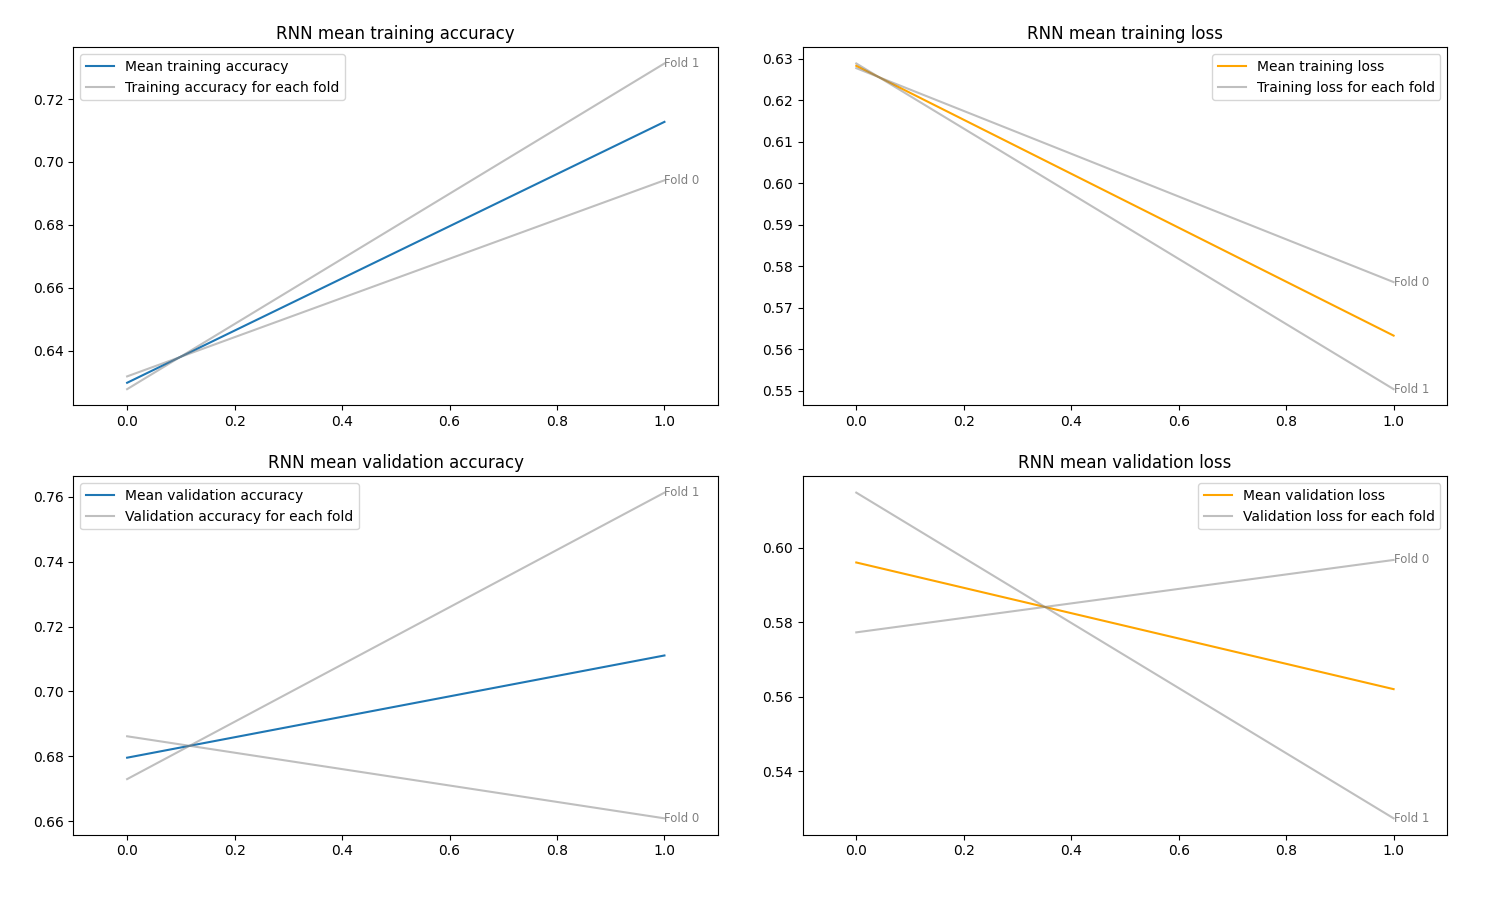 RNN mean training accuracy
Mean training accuracy
Training accuracy for each fold
Fold 1
Fold 0
0.72
0.70
0.68
0.66
0.64
0.0 0.2 0.4 0.6 0.8 1.0
RNN mean training loss
Mean training loss
Training loss for each fold
Fold 0
Fold 1
0.63
0.62
0.61
0.60
0.59
0.58
0.57
0.56
0.55
0.0 0.2 0.4 0.6 0.8 1.0
RNN mean validation accuracy
Mean validation accuracy
Validation accuracy for each fold
Fold 1
Fold 0
0.76
0.74
0.72
0.70
0.68
0.66
0.0 0.2 0.4 0.6 0.8 1.0
RNN mean validation loss
Mean validation loss
Validation loss for each fold
Fold 0
Fold 1
0.60
0.58
0.56
0.54
0.0 0.2 0.4 0.6 0.8 1.0